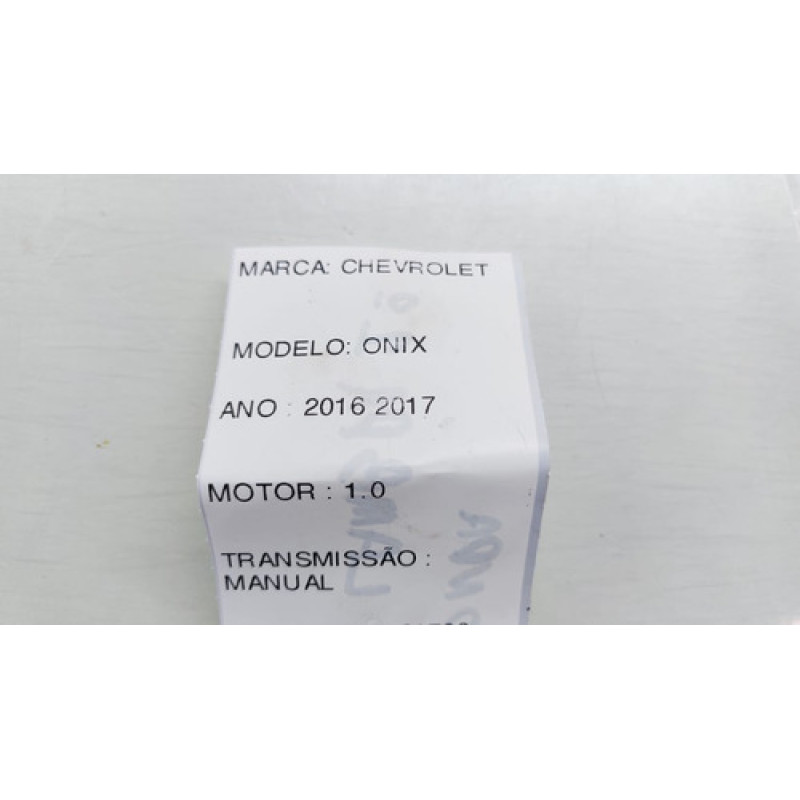 MARCA: CHEVROLET
MODELO: ONIX
ANO : 2016 2017
MOTOR : 1.0
TRANSMISSÃO :
MANUAL